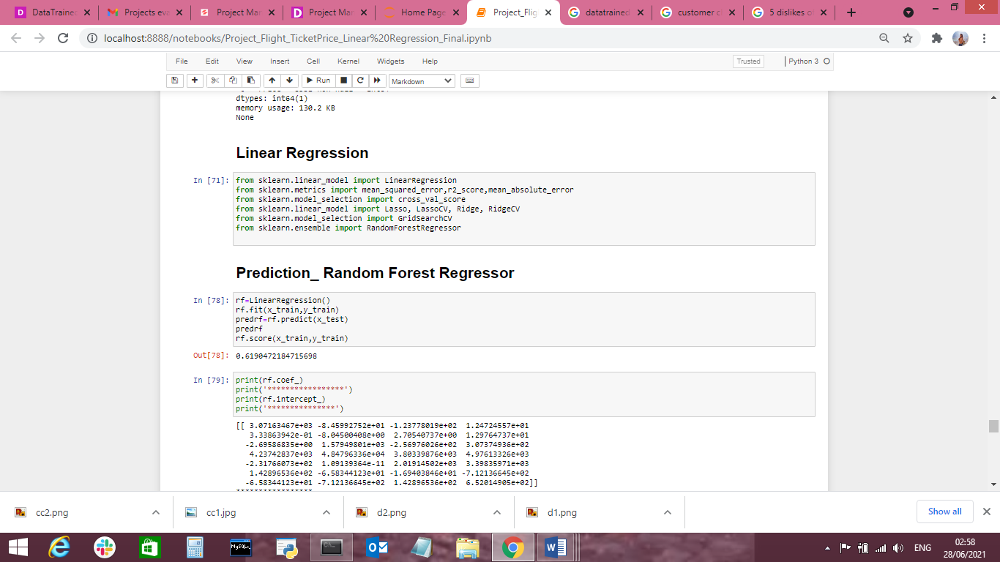 DataTrained
Projects eva
Project Mar
Project Mar
Home Page
Project_Flig
datatrained
customer c
5 dislikes o
localhost:8888/notebooks/Project_Flight_TicketPrice_Linear%20Regression_Final.ipynb
File Edit View Insert Cell Kernel Widgets Help Trusted Python 3
Run Markdown
dtypes: int64(1)
memory usage: 130.2 KB
None
Linear Regression
In [71]: from sklearn.linear_model import LinearRegression
from sklearn.metrics import mean_squared_error,r2_score,mean_absolute_error
from sklearn.model_selection import cross_val_score
from sklearn.linear_model import Lasso, LassoCV, Ridge, RidgeCV
from sklearn.model_selection import GridSearchCV
from sklearn.ensemble import RandomForestRegressor
Prediction_ Random Forest Regressor
In [78]: rf=LinearRegression()
rf.fit(x_train,y_train)
predrf=rf.predict(x_test)
predrf
rf.score(x_train,y_train)
Out[78]: 0.6190472184715698
In [79]: print(rf.coef_)
print('*****************')
print(rf.intercept_)
print('***************')
[[ 3.07163467e+03 -8.45992752e+01 -1.23778019e+02 1.24724557e+01
3.33863942e-01 -8.04500408e+00 2.70540737e+00 1.29764737e+01
-2.69586835e+00 1.57949801e+03 -2.56976026e+02 3.07374936e+02
4.23742837e+03 4.84796336e+04 3.80339876e+03 4.97613326e+03
-2.31766073e+02 1.09139364e-11 2.01914502e+03 3.39835971e+03
1.42896536e+02 -6.58344123e+01 -1.69403846e+01 -7.12136645e+02
-6.58344123e+01 -7.12136645e+02 1.42896536e+02 6.52014905e+02]]
*****************
cc2.png
cc1.jpg
d2.png
d1.png
Show all
MySQL
ENG
02:58
28/06/2021